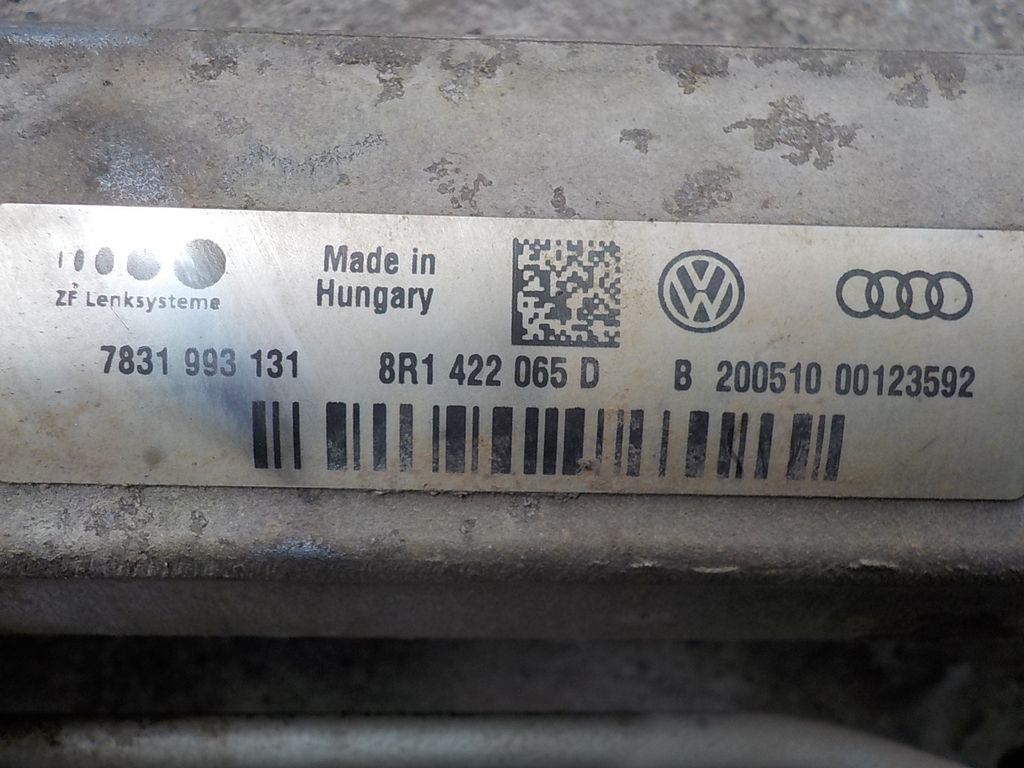 ZF Lenksysteme
Made in
Hungary
7831 993 131 8R1 422 065 D B 200510 00123592